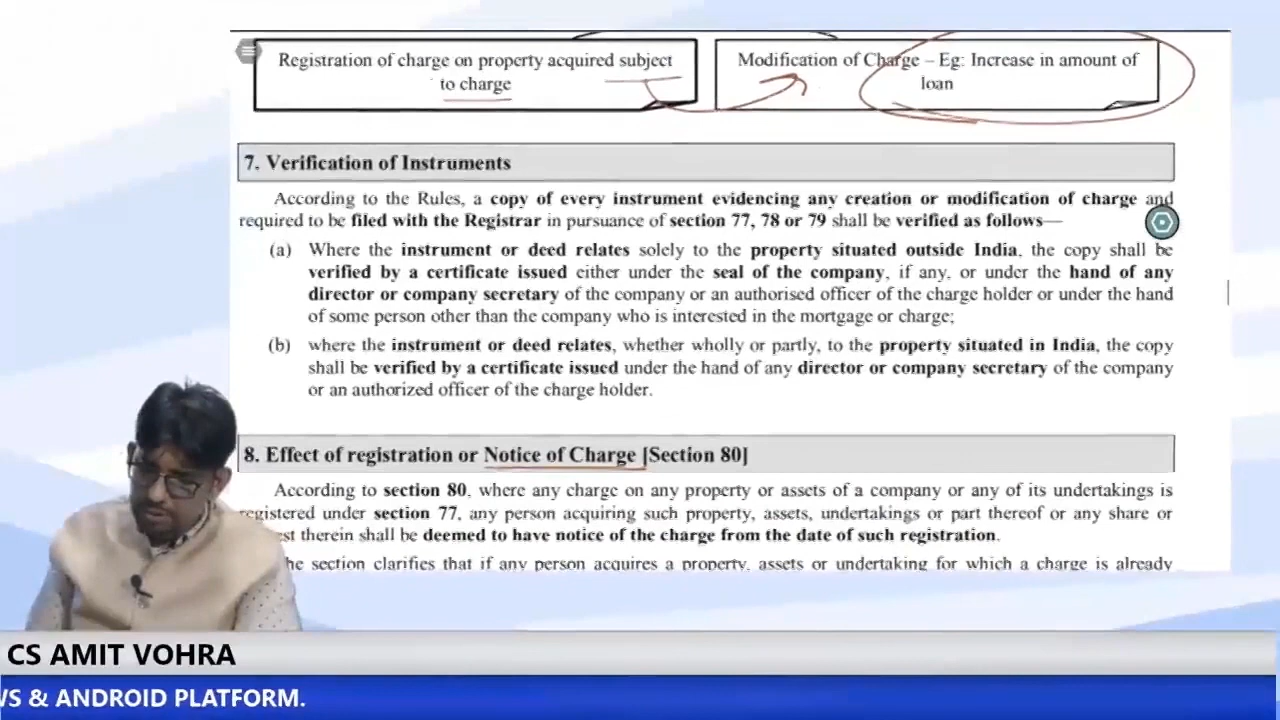 Registration of charge on property acquired subject
to charge
Modification of Charge – Eg: Increase in amount of
loan
7. Verification of Instruments
According to the Rules, a copy of every instrument evidencing any creation or modification of charge and
required to be filed with the Registrar in pursuance of section 77, 78 or 79 shall be verified as follows—
(a) Where the instrument or deed relates solely to the property situated outside India, the copy shall be
verified by a certificate issued either under the seal of the company, if any, or under the hand of any
director or company secretary of the company or an authorised officer of the charge holder or under the hand
of some person other than the company who is interested in the mortgage or charge;
(b) where the instrument or deed relates, whether wholly or partly, to the property situated in India, the copy
shall be verified by a certificate issued under the hand of any director or company secretary of the company
or an authorized officer of the charge holder.
8. Effect of registration or Notice of Charge [Section 80]
According to section 80, where any charge on any property or assets of a company or any of its undertakings is
registered under section 77, any person acquiring such property, assets, undertakings or part thereof or any share or
est therein shall be deemed to have notice of the charge from the date of such registration.
he section clarifies that if any person acquires a property, assets or undertaking for which a charge is already
CS AMIT VOHRA
WS & ANDROID PLATFORM.